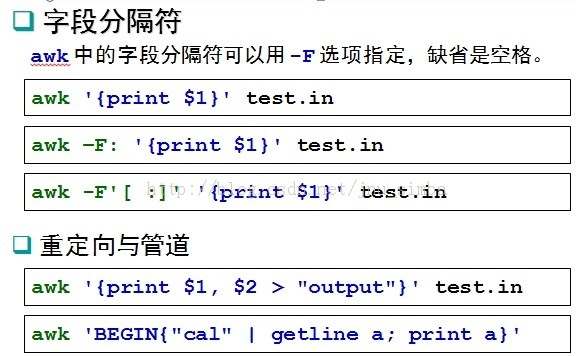 字段分隔符
awk 中的字段分隔符可以用 -F 选项指定，缺省是空格。
awk '{print $1}' test.in
awk -F: '{print $1}' test.in
awk -F'[ :]' '{print $1}' test.in
重定向与管道
awk '{print $1, $2 > "output"}' test.in
awk 'BEGIN{"cal" | getline a; print a}'